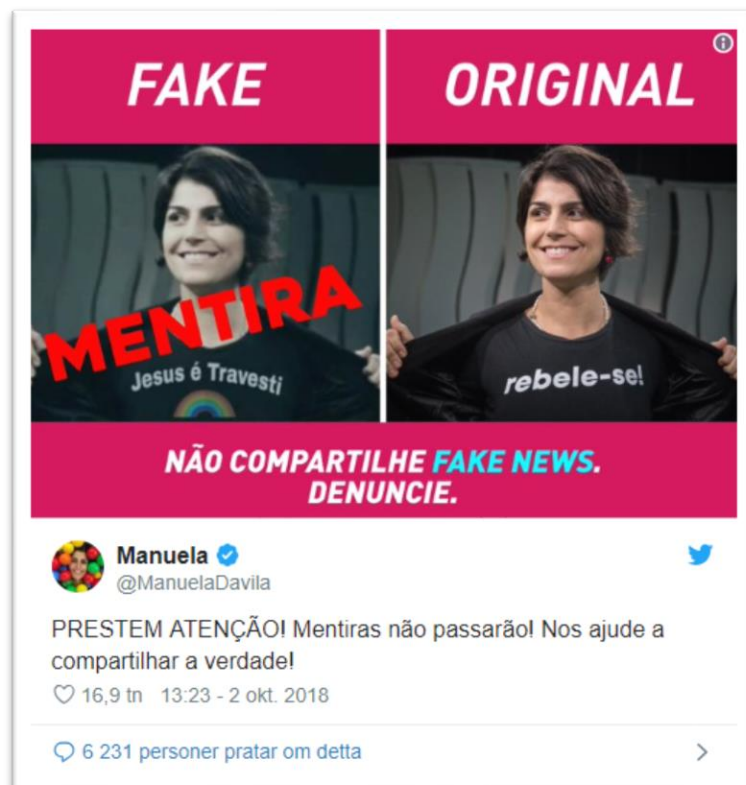 FAKE
ORIGINAL
MENTIRA
Jesus é Travesti
rebele-se!
NÃO COMPARTILHE FAKE NEWS.
DENUNCIE.
Manuela
@ManuelaDavila
PRESTEM ATENÇÃO! Mentiras não passarão! Nos ajude a
compartilhar a verdade!
16,9 tn 13:23 - 2 okt. 2018
6 231 personer pratar om detta